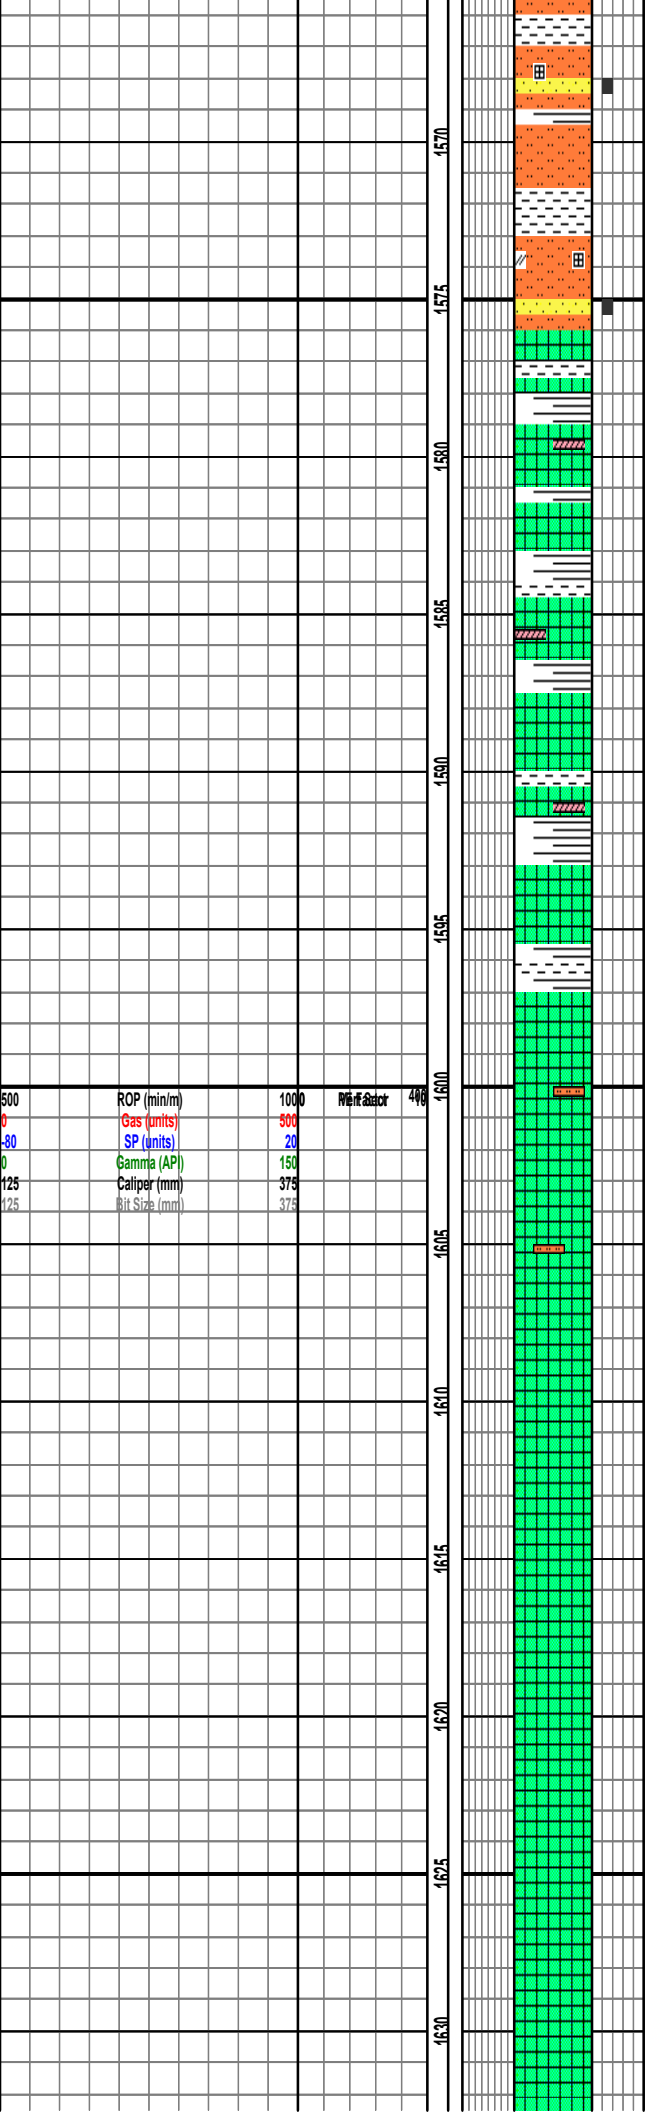 1570
1575
1580
1585
1590
1595
1600
500 ROP (min/m) 1000
0 Gas (units) 500
-80 SP (units) 20
0 Gamma (API) 150
125 Caliper (mm) 375
125 Bit Size (mm) 375
1605
1610
1615
1620
1625
1630